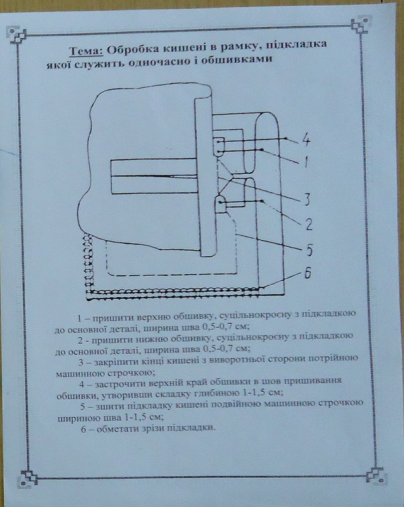 Тема: Обробка кишені в рамку, підкладка
якої служить одночасно і обшивками
4
1
3
2
5
6
1 – пришити верхню обшивку, суцільнокроєну з підкладкою
до основної деталі, ширина шва 0,5-0,7 см;
2 - пришити нижню обшивку, суцільнокроєну з підкладкою
до основної деталі, ширина шва 0,5-0,7 см;
3 – закріпити кінці кишені з виворотньої сторони потрійною
машинною строчкою;
4 – застрочити верхній край обшивки в шов пришивання
обшивки, утворивши складку глибиною 1-1,5 см;
5 – зшити підкладку кишені подвійною машинною строчкою
шириною шва 1-1,5 см;
6 – обметати зрізи підкладки.